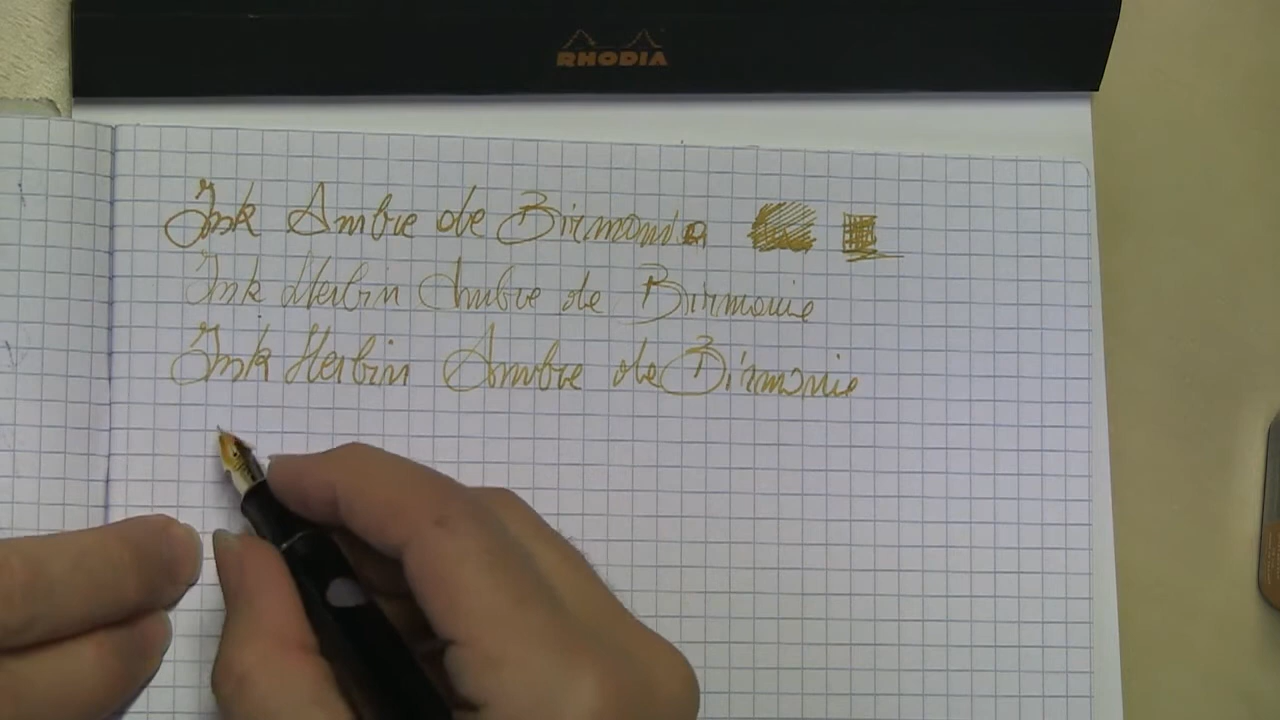 RHODIA
Ink Ambre de Birmanie
Ink Herbin Ambre de Birmanie
Ink Herbin Ambre de Birmanie